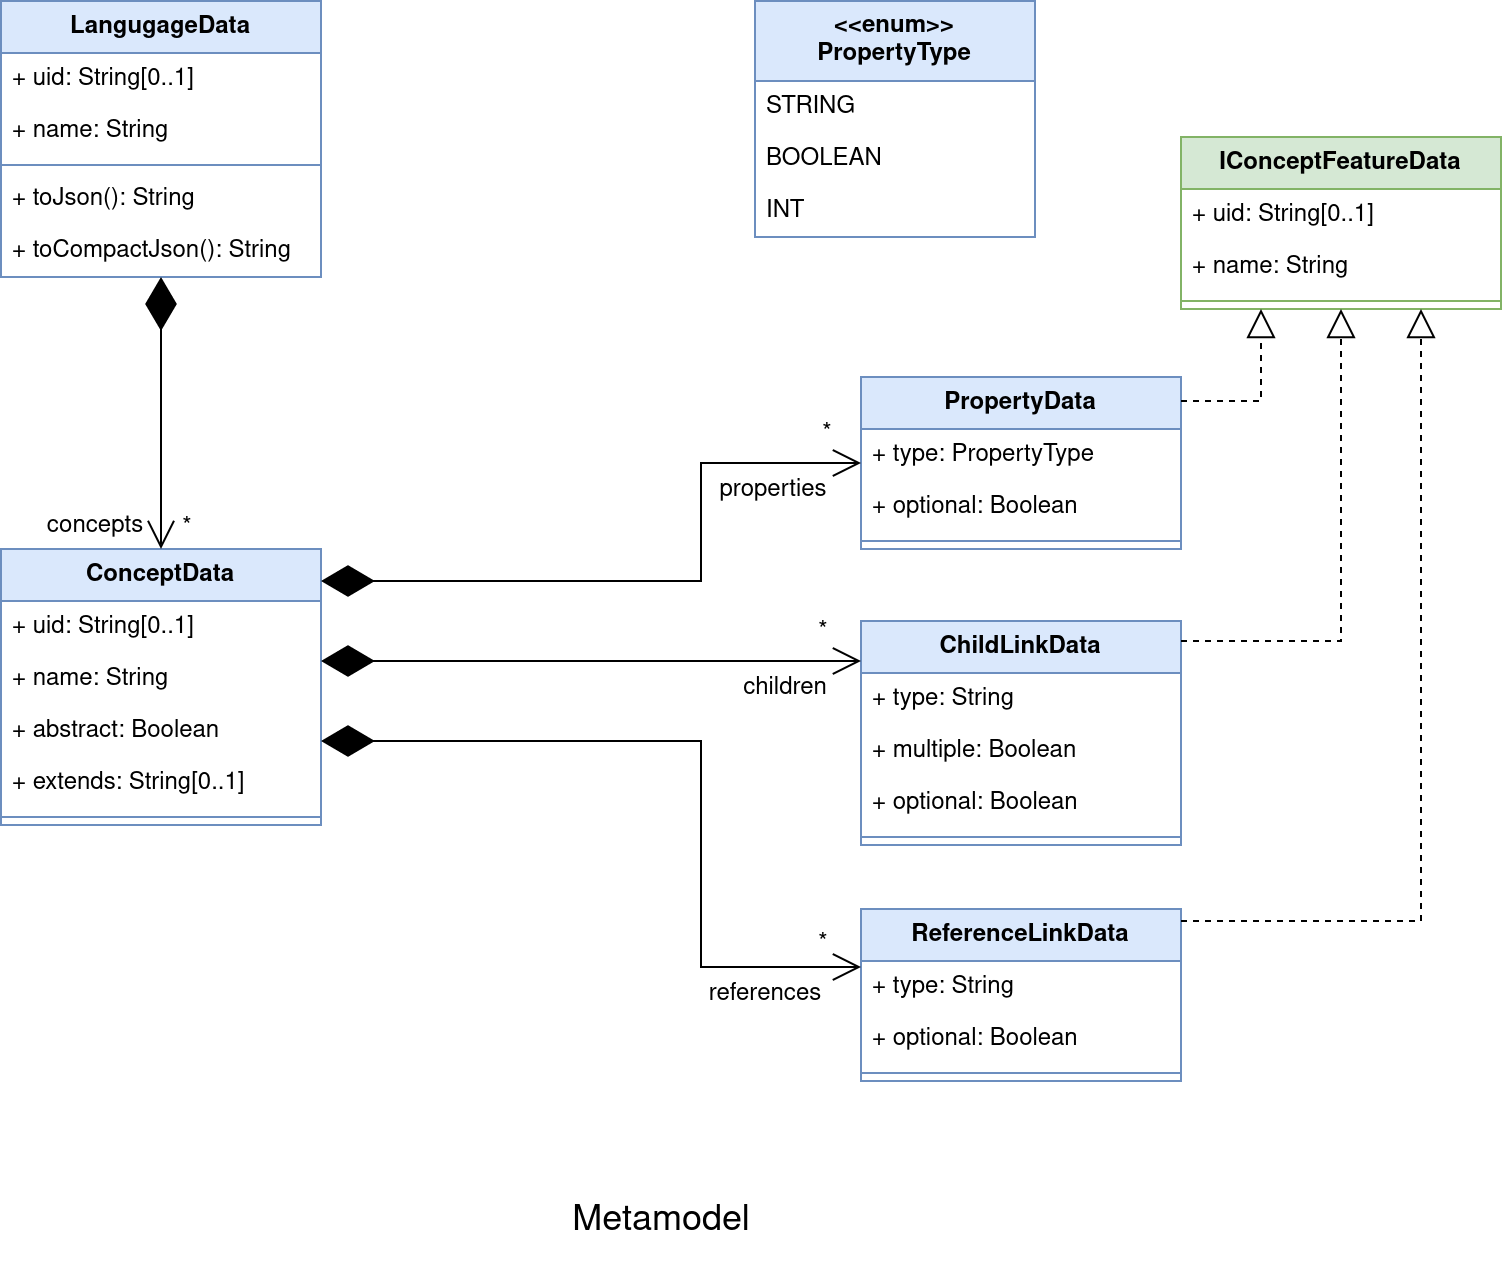 LangugageData
+ uid: String[0..1]
+ name: String
+ toJson(): String
+ toCompactJson(): String
<<enum>>
PropertyType
STRING
BOOLEAN
INT
IConceptFeatureData
+ uid: String[0..1]
+ name: String
concepts *
ConceptData
+ uid: String[0..1]
+ name: String
+ abstract: Boolean
+ extends: String[0..1]
*
properties
PropertyData
+ type: PropertyType
+ optional: Boolean
*
children
ChildLinkData
+ type: String
+ multiple: Boolean
+ optional: Boolean
*
references
ReferenceLinkData
+ type: String
+ optional: Boolean
Metamodel